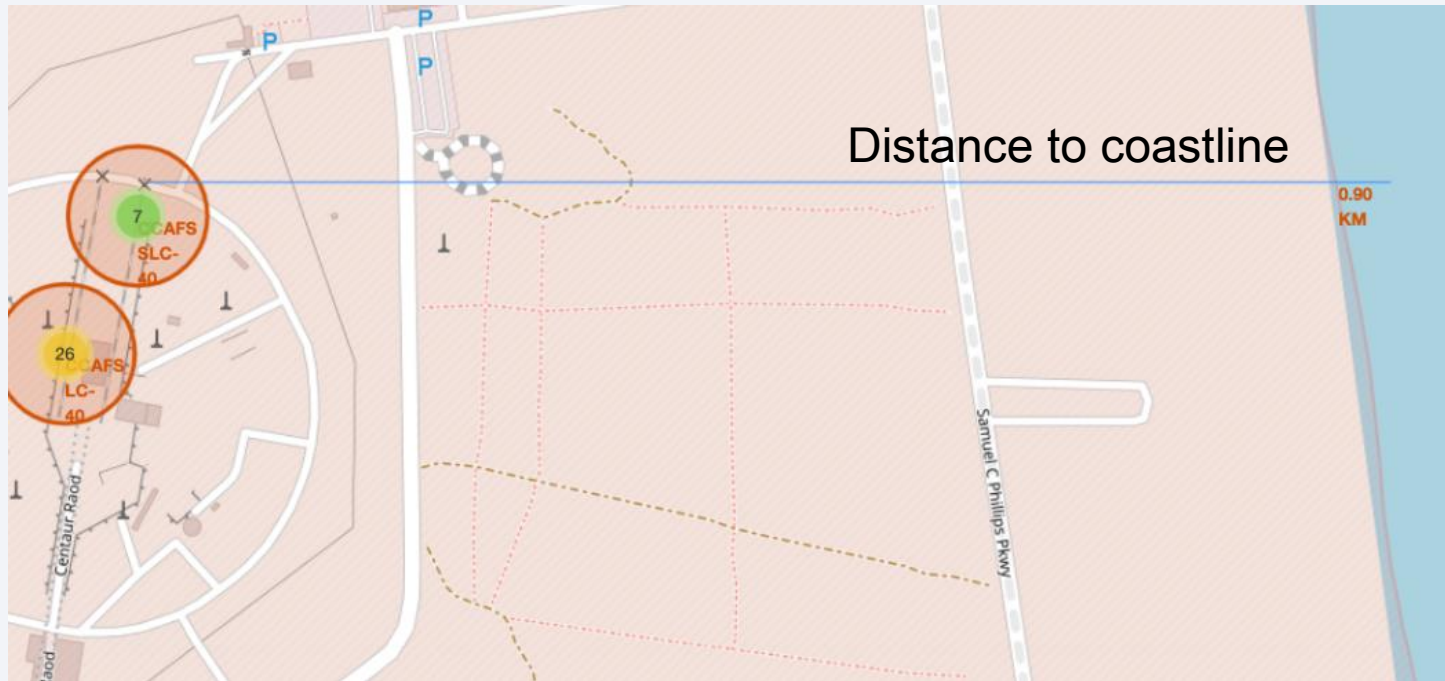 P
P
P
Distance to coastline
0.90
KM
7
CCAFS
SLC-
40
26
CCAFS
LC-
40
Samuel C Phillips Pkwy
Centaur Raod
Raod